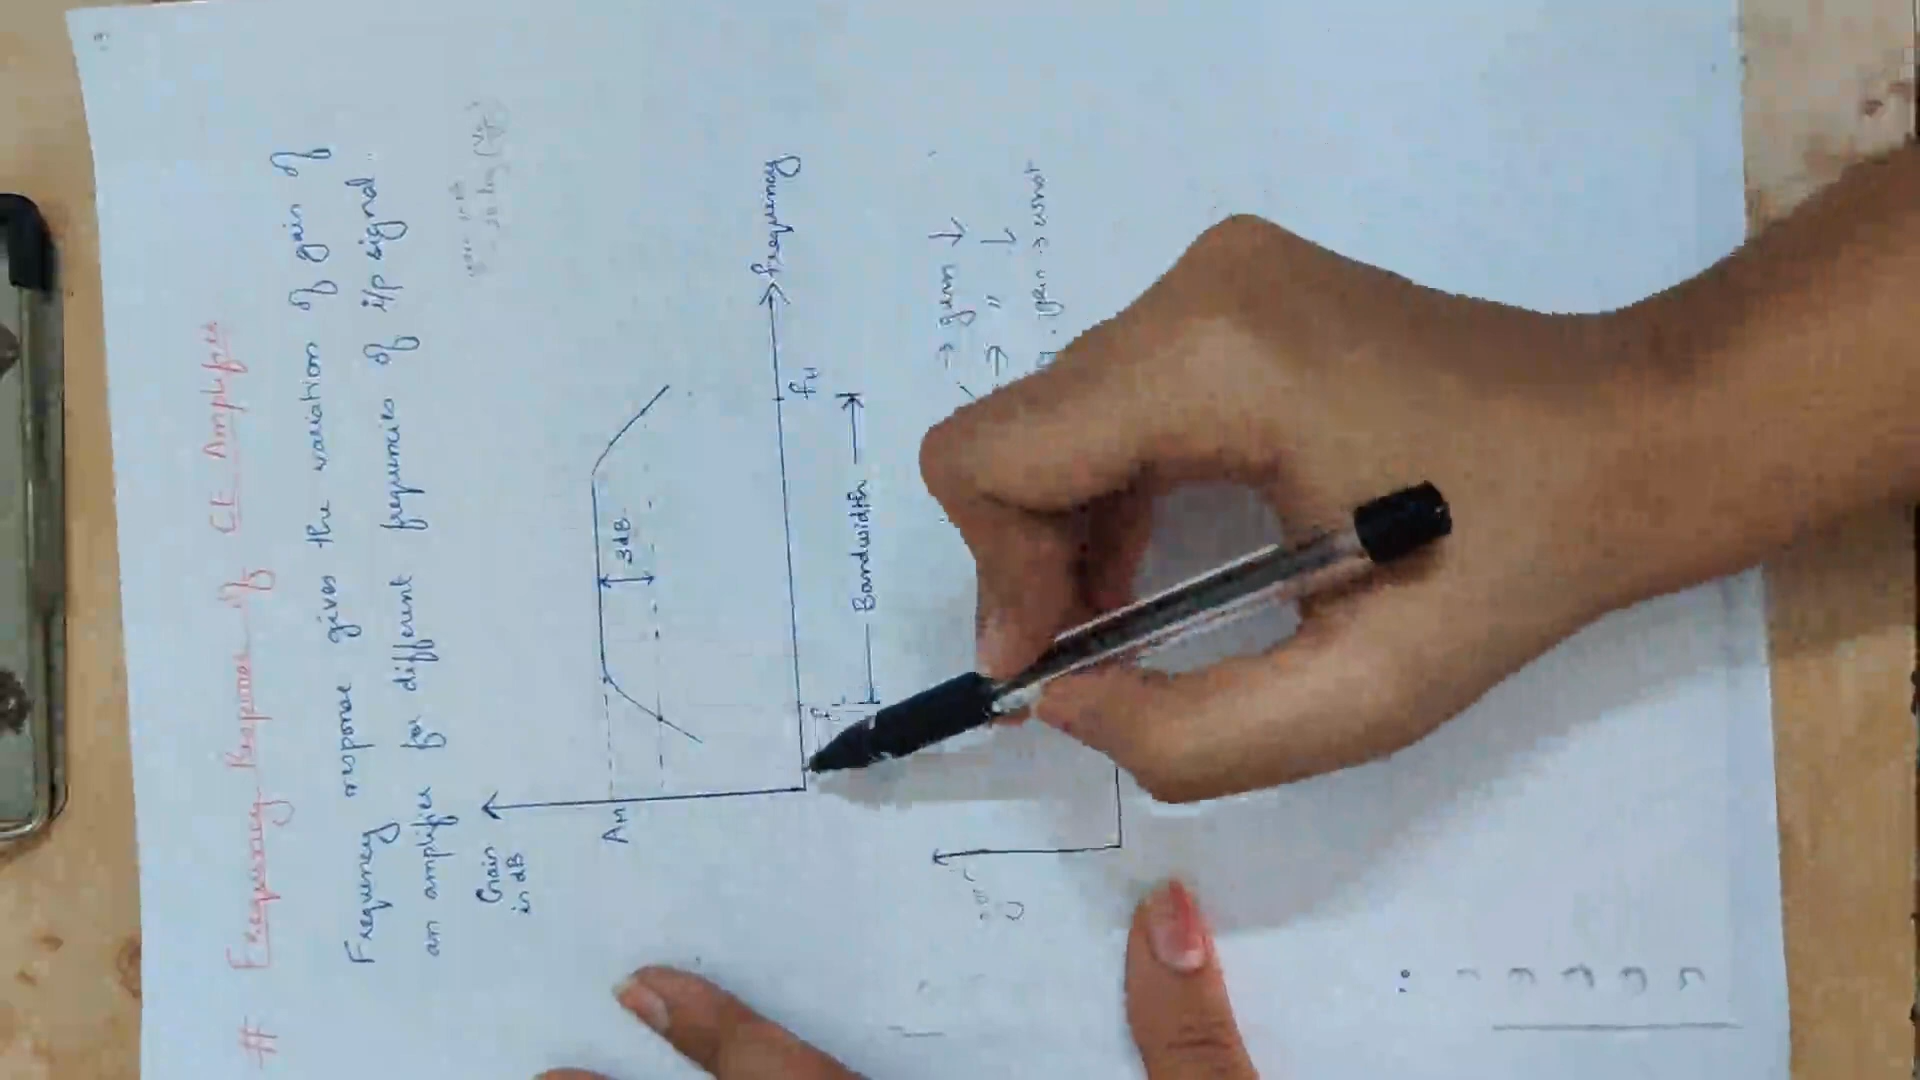 # Frequency Response of CE Amplifier
Frequency response gives the variation of gain of
an amplifier for different frequencies of i/p signal.
Gain
in dB
AM
3dB
fH
frequency
Bandwidth
→ gain ↓
→ " ↓